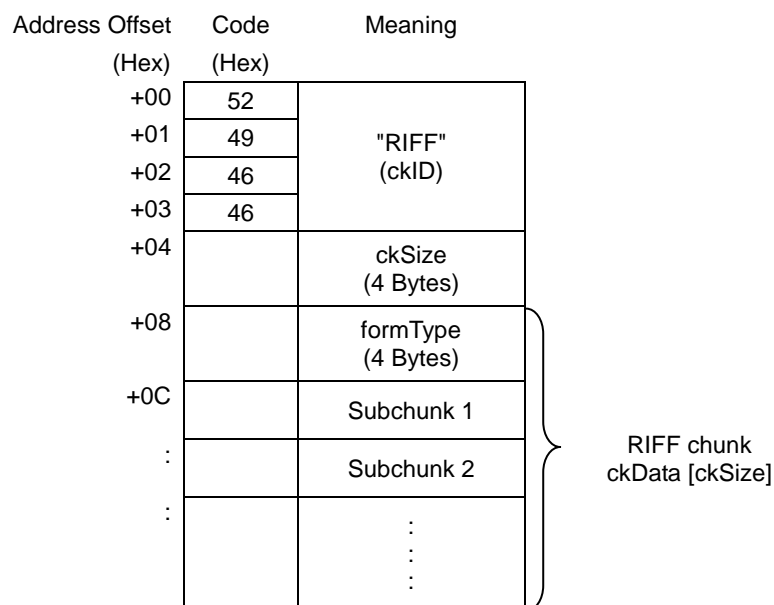 Address Offset Code Meaning
(Hex) (Hex)
+00 52
+01 49 "RIFF"
+02 46 (ckID)
+03 46
+04 ckSize
(4 Bytes)
+08 formType
(4 Bytes)
+0C Subchunk 1
: Subchunk 2
RIFF chunk
ckData [ckSize]
: :
:
: